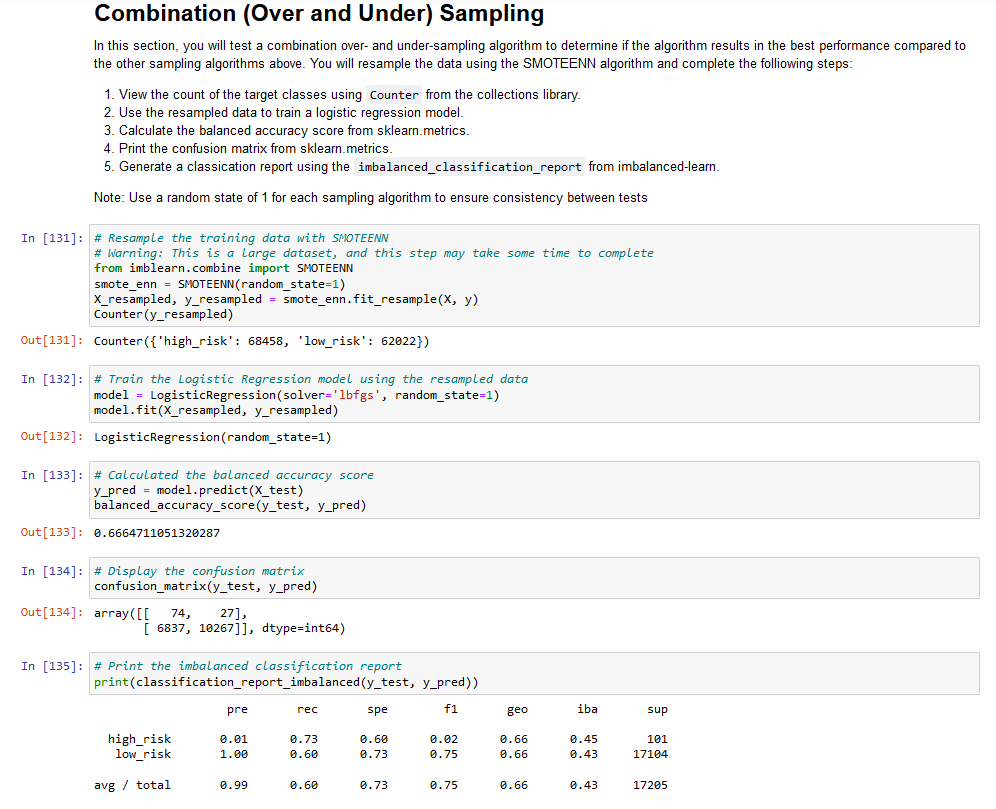 Combination (Over and Under) Sampling
In this section, you will test a combination over- and under-sampling algorithm to determine if the algorithm results in the best performance compared to
the other sampling algorithms above. You will resample the data using the SMOTEENN algorithm and complete the following steps:
1. View the count of the target classes using Counter from the collections library.
2. Use the resampled data to train a logistic regression model.
3. Calculate the balanced accuracy score from sklearn.metrics.
4. Print the confusion matrix from sklearn.metrics.
5. Generate a classication report using the imbalanced_classification_report from imbalanced-learn.
Note: Use a random state of 1 for each sampling algorithm to ensure consistency between tests
In [131]: # Resample the training data with SMOTEENN
# Warning: This is a large dataset, and this step may take some time to complete
from imblearn.combine import SMOTEENN
smote_enn = SMOTEENN(random_state=1)
X_resampled, y_resampled = smote_enn.fit_resample(X, y)
Counter(y_resampled)
Out[131]: Counter({'high_risk': 68458, 'low_risk': 62022})
In [132]: # Train the Logistic Regression model using the resampled data
model = LogisticRegression(solver='lbfgs', random_state=1)
model.fit(X_resampled, y_resampled)
Out[132]: LogisticRegression(random_state=1)
In [133]: # Calculated the balanced accuracy score
y_pred = model.predict(X_test)
balanced_accuracy_score(y_test, y_pred)
Out[133]: 0.6664711051320287
In [134]: # Display the confusion matrix
confusion_matrix(y_test, y_pred)
Out[134]: array([[   74,    27],
[ 6837, 10267]], dtype=int64)
In [135]: # Print the imbalanced classification report
print(classification_report_imbalanced(y_test, y_pred))
pre rec spe f1 geo iba sup
high_risk 0.01 0.73 0.60 0.02 0.66 0.45 101
low_risk 1.00 0.60 0.73 0.75 0.66 0.43 17104
avg / total 0.99 0.60 0.73 0.75 0.66 0.43 17205